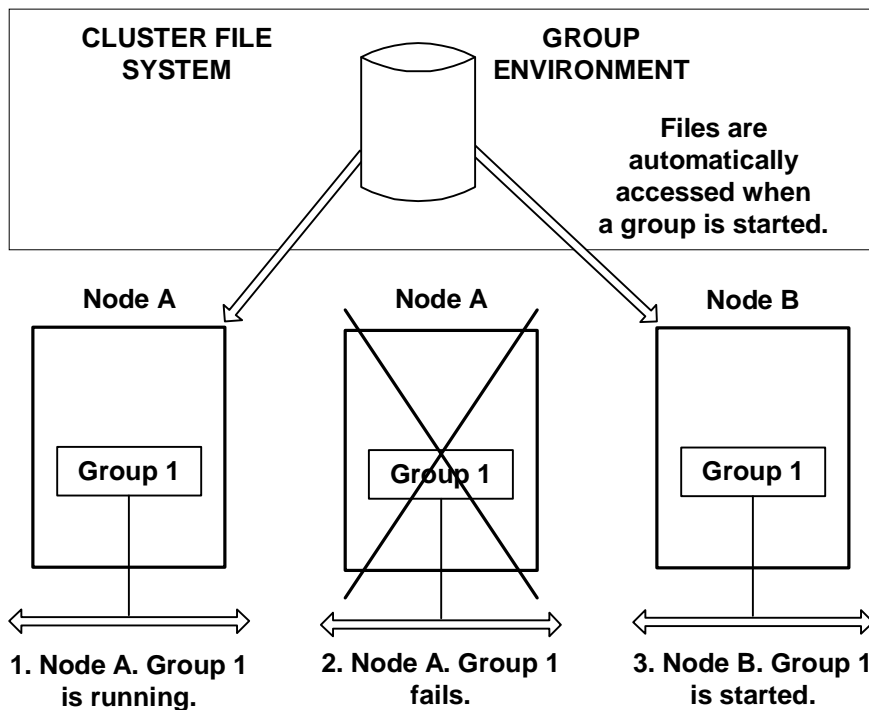 CLUSTER FILE
SYSTEM
GROUP
ENVIRONMENT
Files are
automatically
accessed when
a group is started.
Node A
Node A
Node B
Group 1
Group 1
Group 1
1. Node A. Group 1
is running.
2. Node A. Group 1
fails.
3. Node B. Group 1
is started.